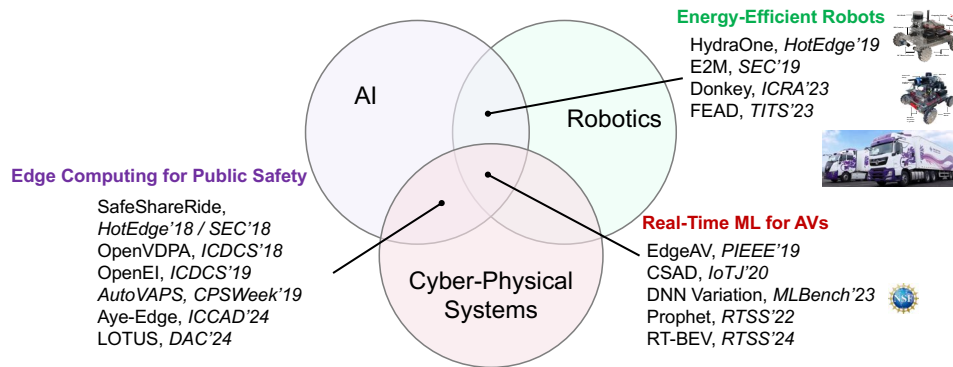 Energy-Efficient Robots
HydraOne, HotEdge'19
E2M, SEC'19
Donkey, ICRA'23
FEAD, TITS'23
AI
Robotics
Edge Computing for Public Safety
SafeShareRide,
HotEdge'18 / SEC'18
OpenVDPA, ICDCS'18
OpenEI, ICDCS'19
AutoVAPS, CPSWeek'19
Aye-Edge, ICCAD'24
LOTUS, DAC'24
Cyber-Physical
Systems
Real-Time ML for AVs
EdgeAV, PIEEE'19
CSAD, IoTJ'20
DNN Variation, MLBench'23
Prophet, RTSS'22
RT-BEV, RTSS'24
NSF